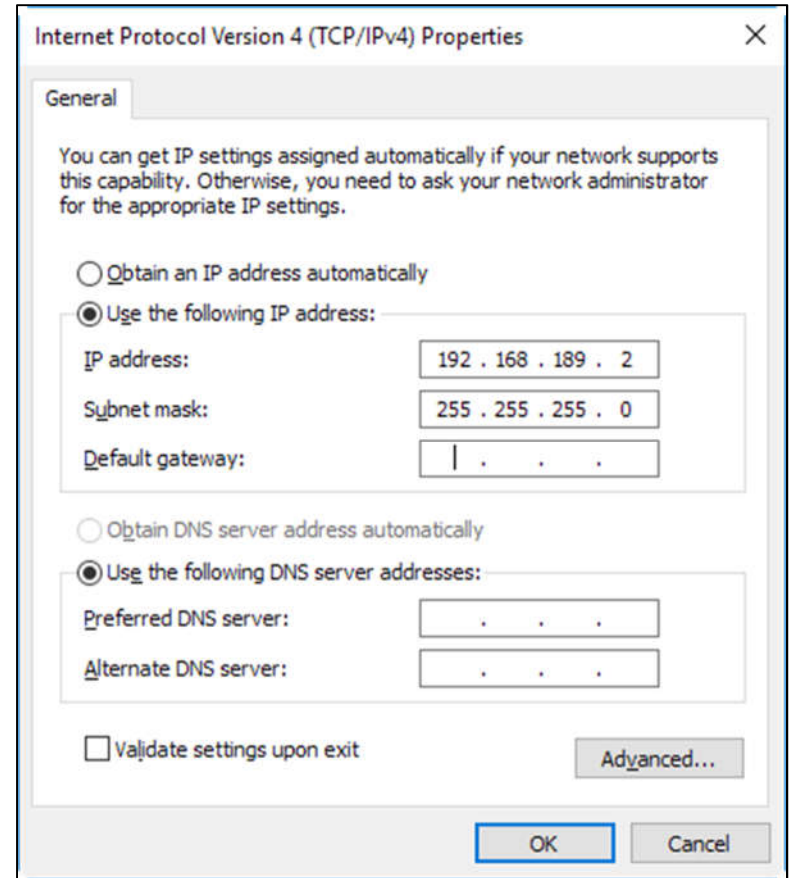 Internet Protocol Version 4 (TCP/IPv4) Properties
General
You can get IP settings assigned automatically if your network supports
this capability. Otherwise, you need to ask your network administrator
for the appropriate IP settings.
Obtain an IP address automatically
Use the following IP address:
IP address: 192 . 168 . 189 . 2
Subnet mask: 255 . 255 . 255 . 0
Default gateway: . . .
Obtain DNS server address automatically
Use the following DNS server addresses:
Preferred DNS server: . . .
Alternate DNS server: . . .
Validate settings upon exit
Advanced...
OK Cancel